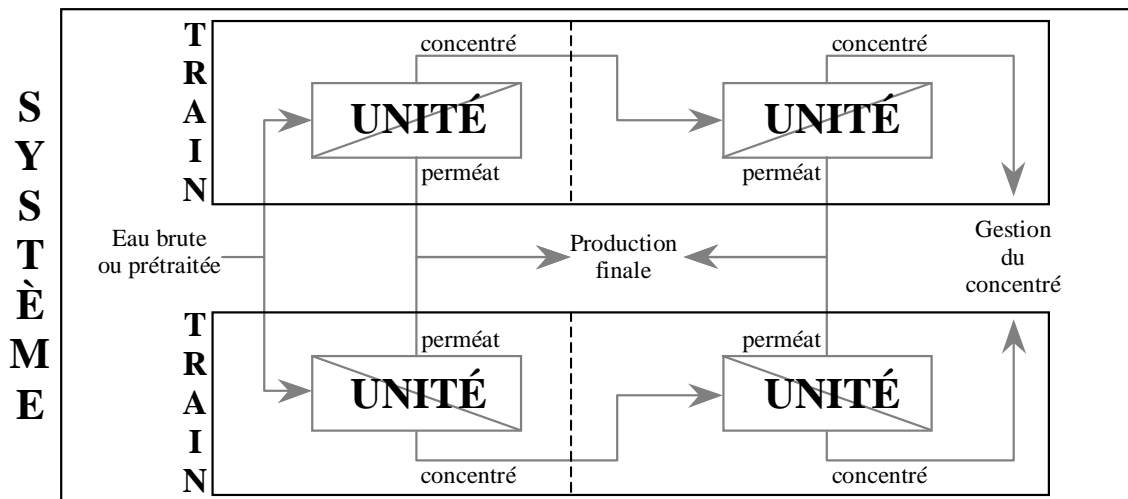 SYSTÈME
TRAIN
concentré
concentré
UNITÉ
UNITÉ
perméat
perméat
Eau brute
ou prétraitée
Production
finale
Gestion
du
concentré
TRAIN
perméat
perméat
UNITÉ
UNITÉ
concentré
concentré